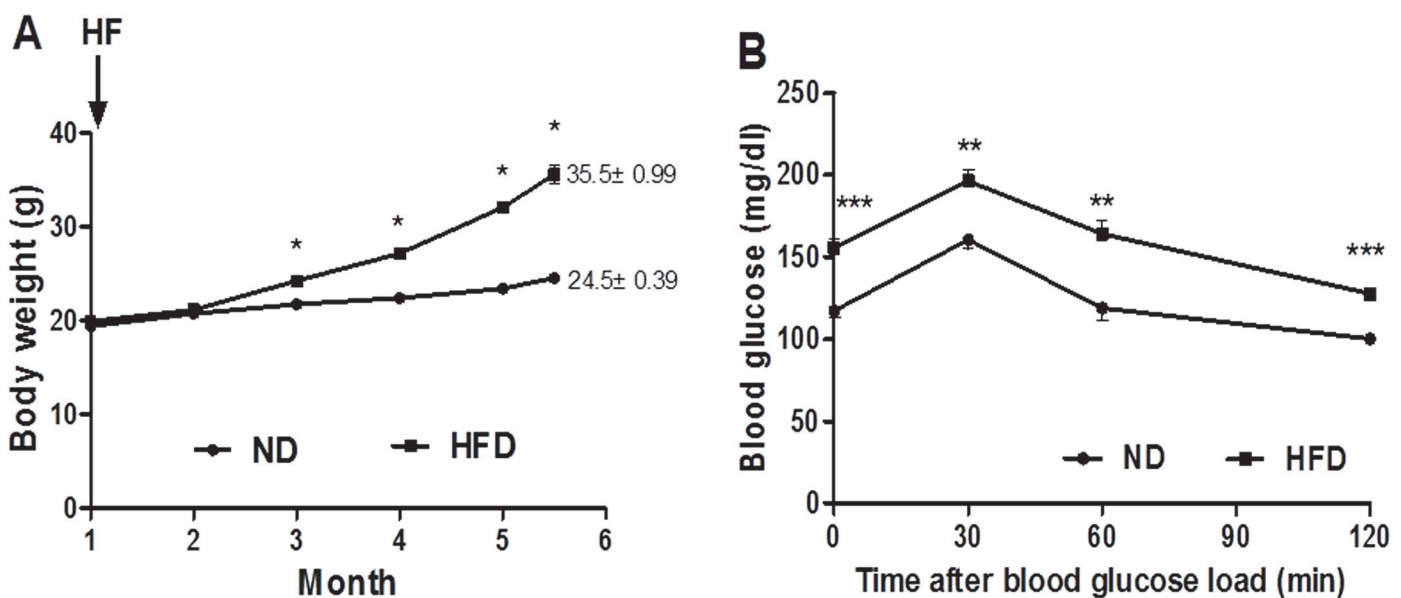 A
HF
Body weight (g)
40
30
20
10
0
*
*
*
*
35.5± 0.99
24.5± 0.39
ND
HFD
1 2 3 4 5 6
Month
B
Blood glucose (mg/dl)
250
200
150
100
50
0
***
**
**
***
ND
HFD
0 30 60 90 120
Time after blood glucose load (min)